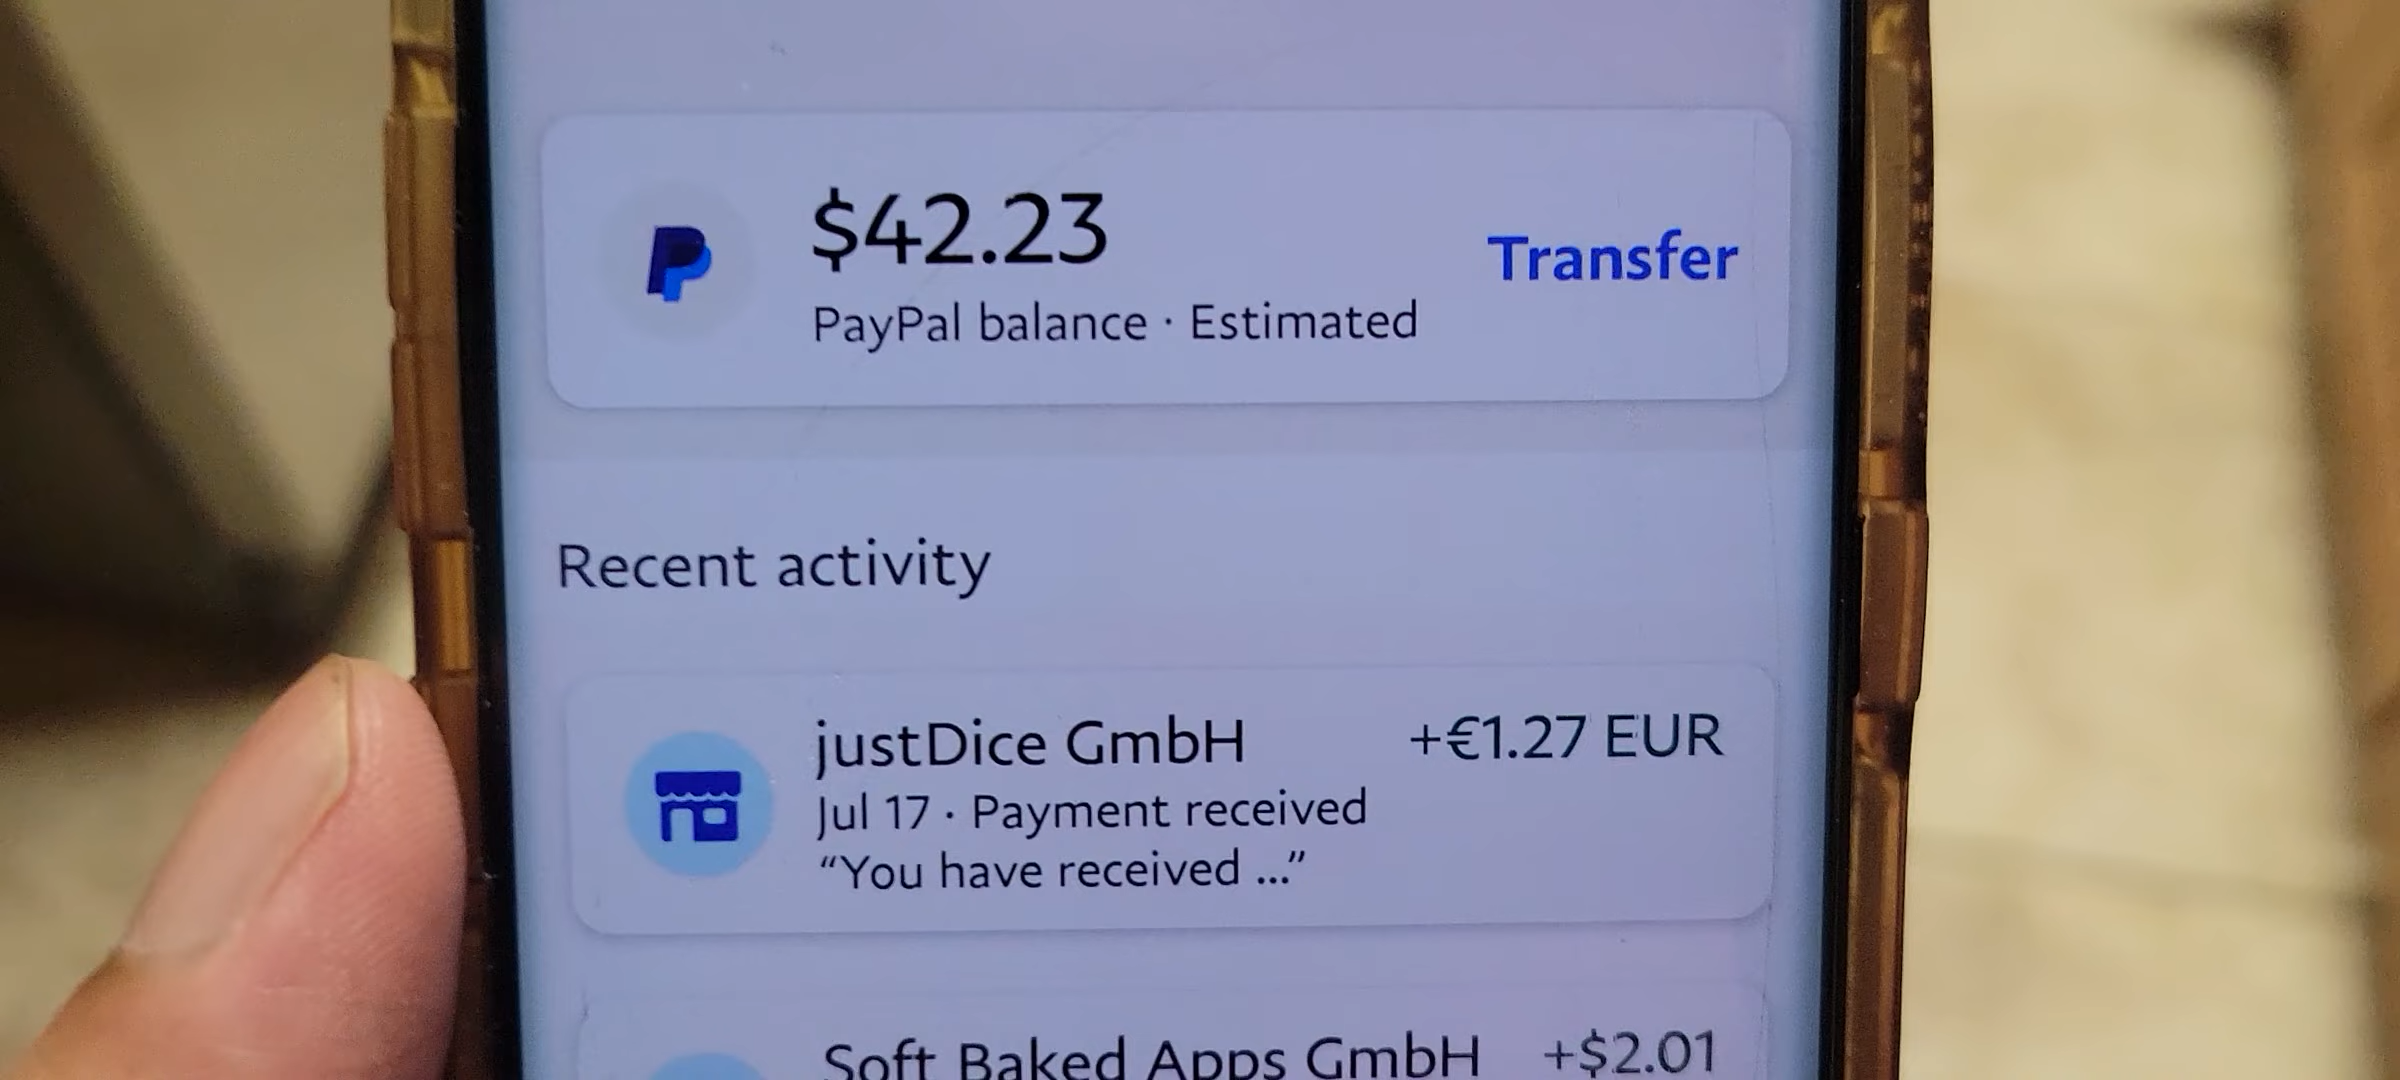 $42.23
Transfer
PayPal balance · Estimated
Recent activity
justDice GmbH +€1.27 EUR
Jul 17 · Payment received
“You have received ...”
Soft Baked Apps GmbH +$2.01